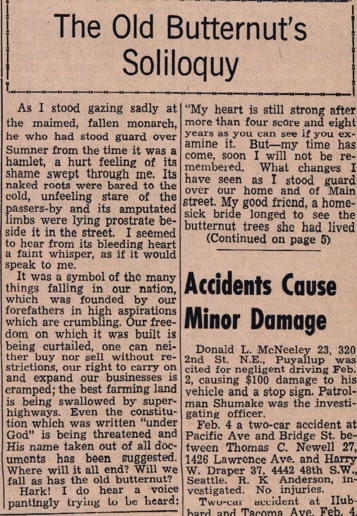 The Old Butternut's
Soliloquy
As I stood gazing sadly at
the maimed, fallen monarch,
he who had stood guard over
Sumner from the time it was a
hamlet, a hurt feeling of its
shame swept through me. Its
naked roots were bared to the
cold, unfeeling stare of the
passers-by and its amputated
limbs were lying prostrate be-
side it in the street. I seemed
to hear from its bleeding heart
a faint whisper, as if it would
speak to me.
It was a symbol of the many
things falling in our nation,
which was founded by our
forefathers in high aspirations
which are crumbling. Our free-
dom on which it was built is
being curtailed, one can nei-
ther buy nor sell without re-
strictions, our right to carry on
and expand our businesses is
cramped; the best farming land
is being swallowed by super-
highways. Even the constitu-
tion which was written "under
God" is being threatened and
His name taken out of all doc-
uments has been suggested.
Where will it all end? Will we
fall as has the old butternut?
Hark! I do hear a voice
pantingly trying to be heard:
"My heart is still strong after
more than four score and eight
years as you can see if you ex-
amine it. But—my time has
come, soon I will not be re-
membered. What changes I
have seen as I stood guard
over our home and of Main
street. My good friend, a home-
sick bride longed to see the
butternut trees she had lived
(Continued on page 5)
Accidents Cause
Minor Damage
Donald L. McNeeley 23, 320
2nd St. N.E., Puyallup was
cited for negligent driving Feb.
2, causing $100 damage to his
vehicle and a stop sign. Patrol-
man Shumake was the investi-
gating officer.
Feb. 4 a two-car accident at
Pacific Ave and Bridge St. be-
tween Thomas C. Newell 27,
1426 Lawrence Ave. and Harry
W. Draper 37, 4442 48th S.W.,
Seattle. R. K Anderson, in-
vestigated. No injuries.
Two-car accident at Hub-
bard and Tacoma Ave. Feb. 4,